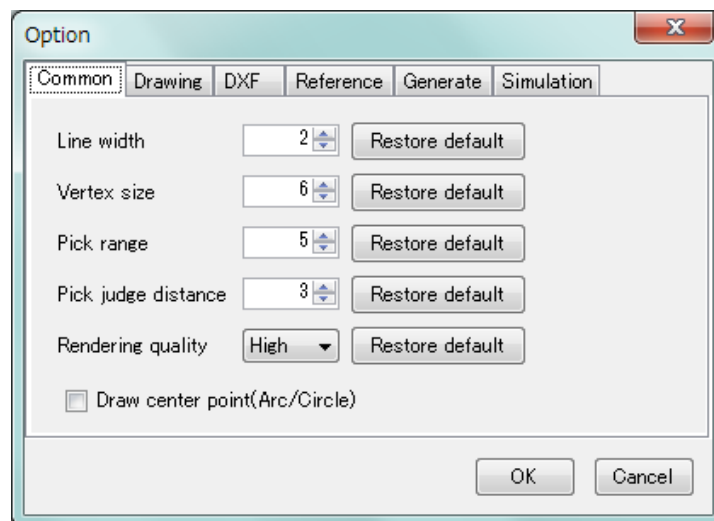 Option
Common Drawing DXF Reference Generate Simulation
Line width 2 Restore default
Vertex size 6 Restore default
Pick range 5 Restore default
Pick judge distance 3 Restore default
Rendering quality High Restore default
Draw center point(Arc/Circle)
OK Cancel